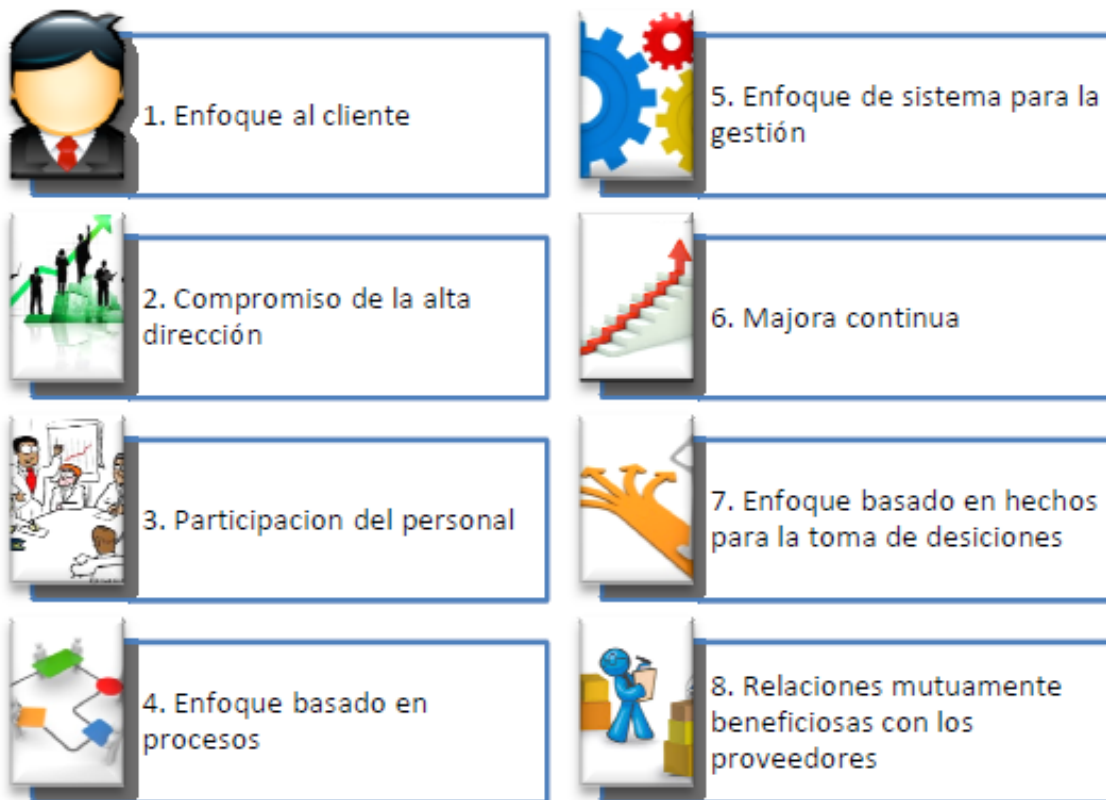 1. Enfoque al cliente
2. Compromiso de la alta
dirección
3. Participacion del personal
4. Enfoque basado en
procesos
5. Enfoque de sistema para la
gestión
6. Majora continua
7. Enfoque basado en hechos
para la toma de desiciones
8. Relaciones mutuamente
beneficiosas con los
proveedores